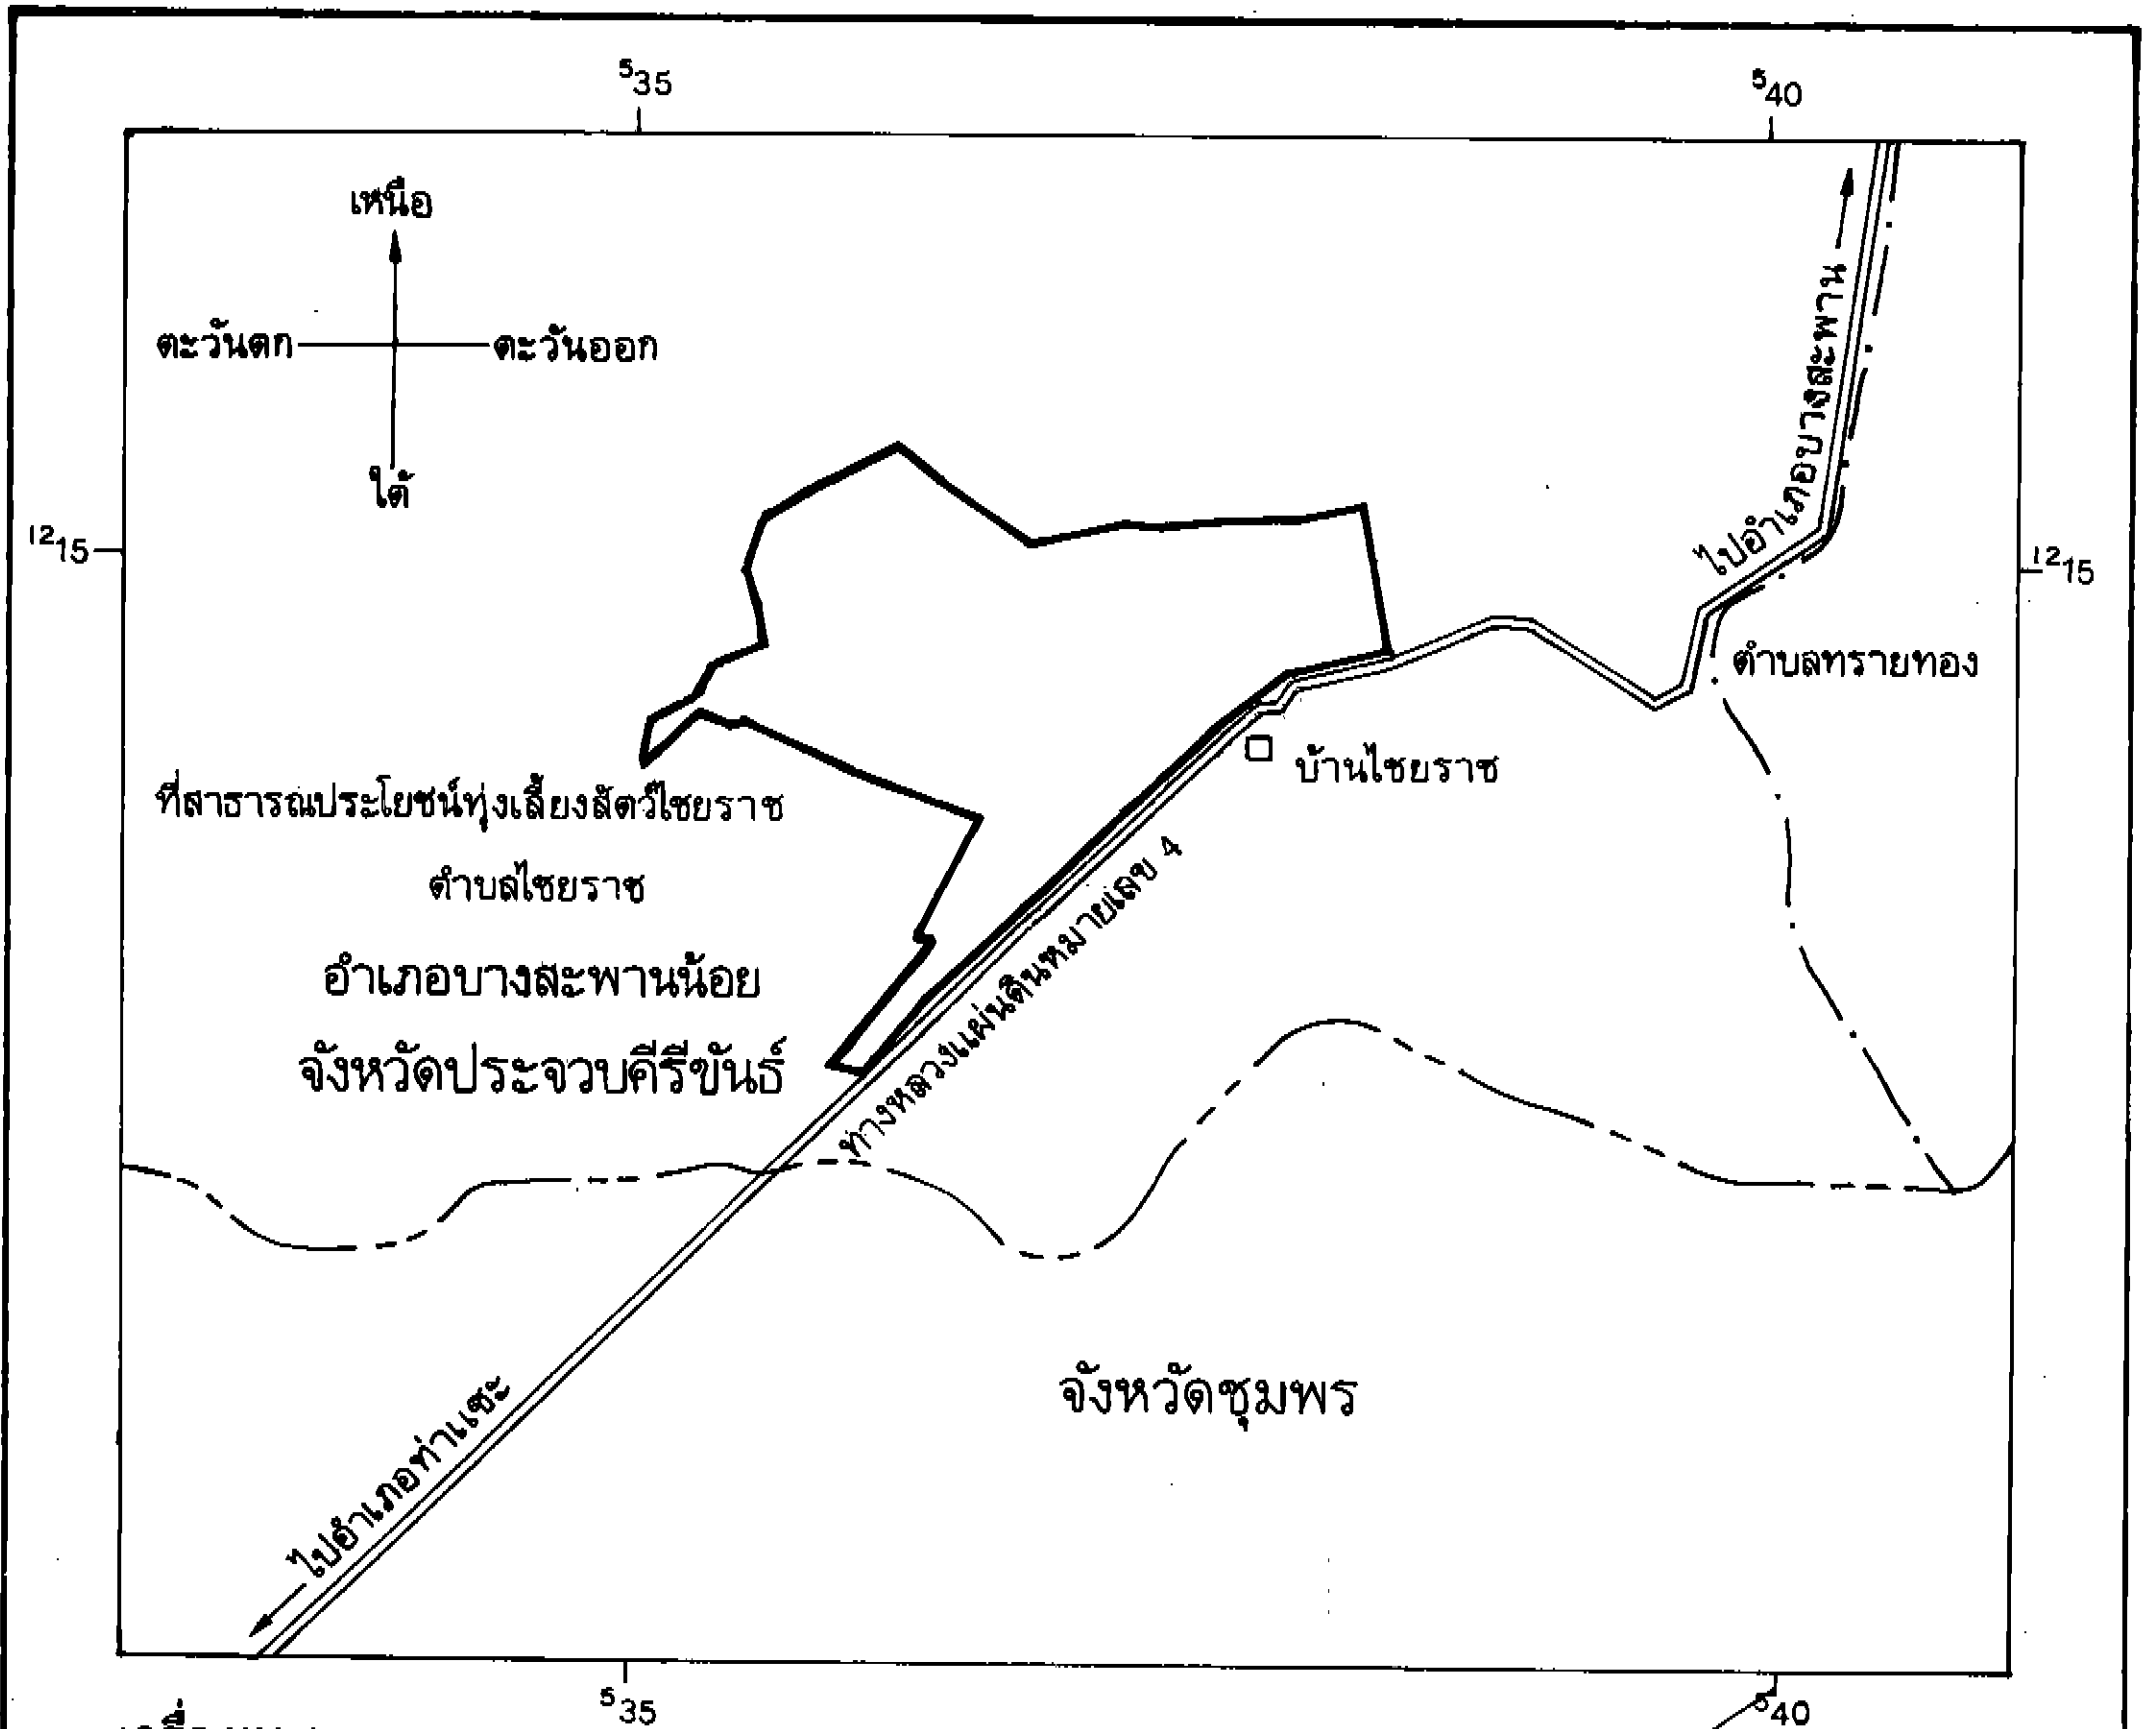 535
540
เหนือ
ตะวันตก
ตะวันออก
ใต้
1215
1215
ไปอำเภอบางสะพาน
ตำบลทรายทอง
บ้านไชยราช
ที่สาธารณประโยชน์ทุ่งเลี้ยงสัตว์ไชยราช
ตำบลไชยราช
อำเภอบางสะพานน้อย
จังหวัดประจวบคีรีขันธ์
ทางหลวงแผ่นดินหมายเลข 4
จังหวัดชุมพร
ไปอำเภอท่าแซะ
535
540